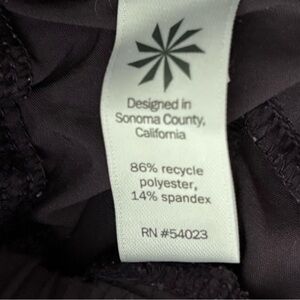 Designed in
Sonoma County,
California
86% recycle
polyester,
14% spandex
RN #54023